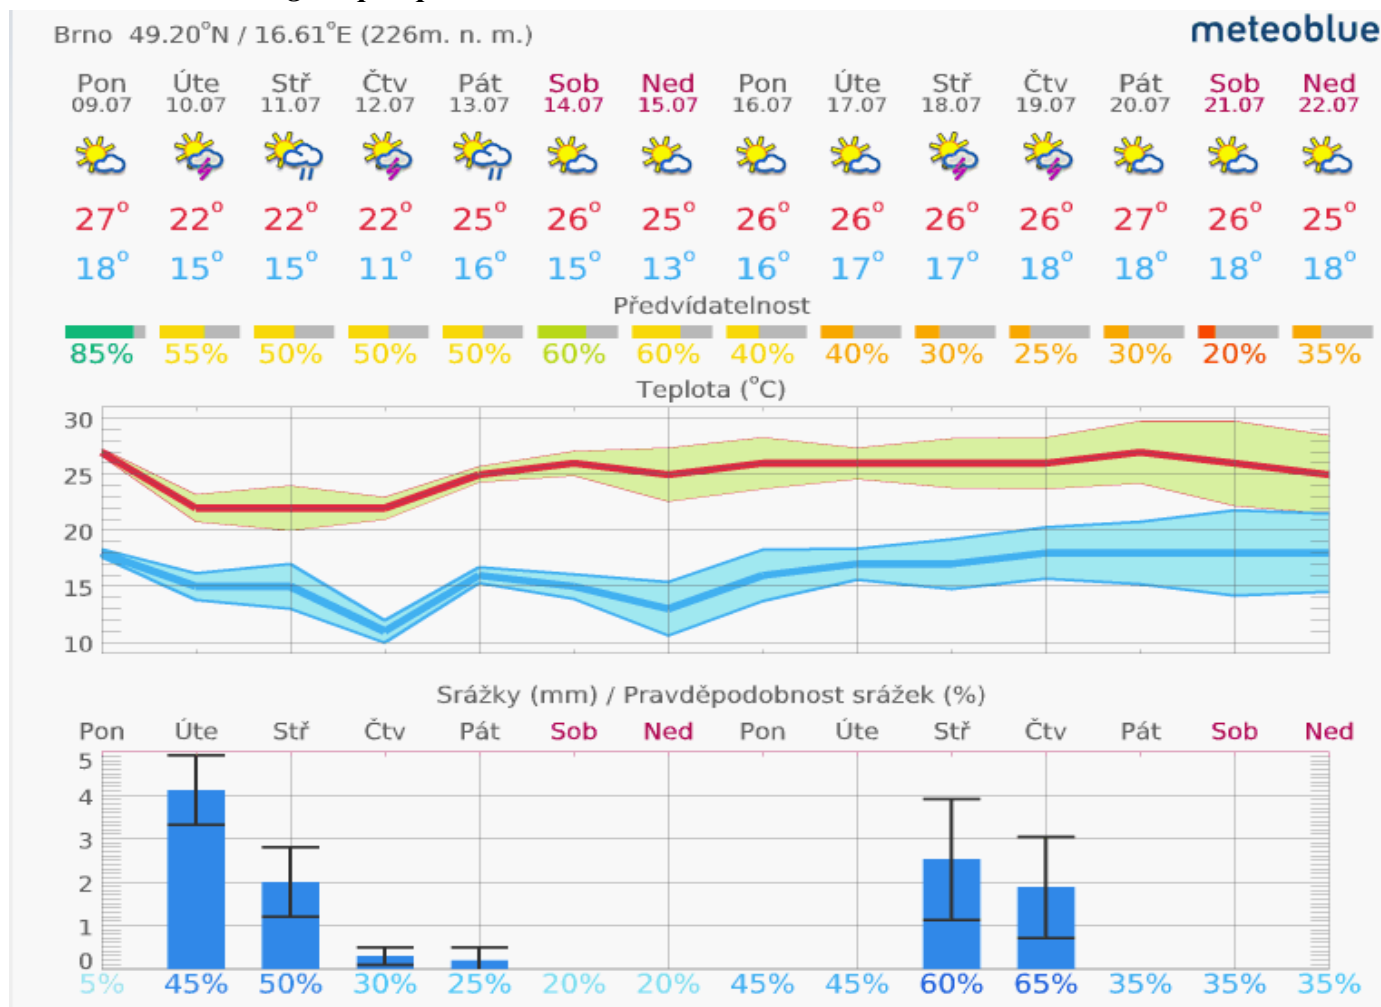 Brno 49.20°N / 16.61°E (226m. n. m.)
meteoblue
Pon Úte Stř Čtv Pát Sob Ned Pon Úte Stř Čtv Pát Sob Ned
09.07 10.07 11.07 12.07 13.07 14.07 15.07 16.07 17.07 18.07 19.07 20.07 21.07 22.07
27° 22° 22° 22° 25° 26° 25° 26° 26° 26° 26° 27° 26° 25°
18° 15° 15° 11° 16° 15° 13° 16° 17° 17° 18° 18° 18° 18°
Předvídatelnost
85% 55% 50% 50% 50% 60% 60% 40% 40% 30% 25% 30% 20% 35%
Teplota (°C)
30
25
20
15
10
Srážky (mm) / Pravděpodobnost srážek (%)
Pon Úte Stř Čtv Pát Sob Ned Pon Úte Stř Čtv Pát Sob Ned
5
4
3
2
1
0
5% 45% 50% 30% 25% 20% 20% 45% 45% 60% 65% 35% 35% 35%